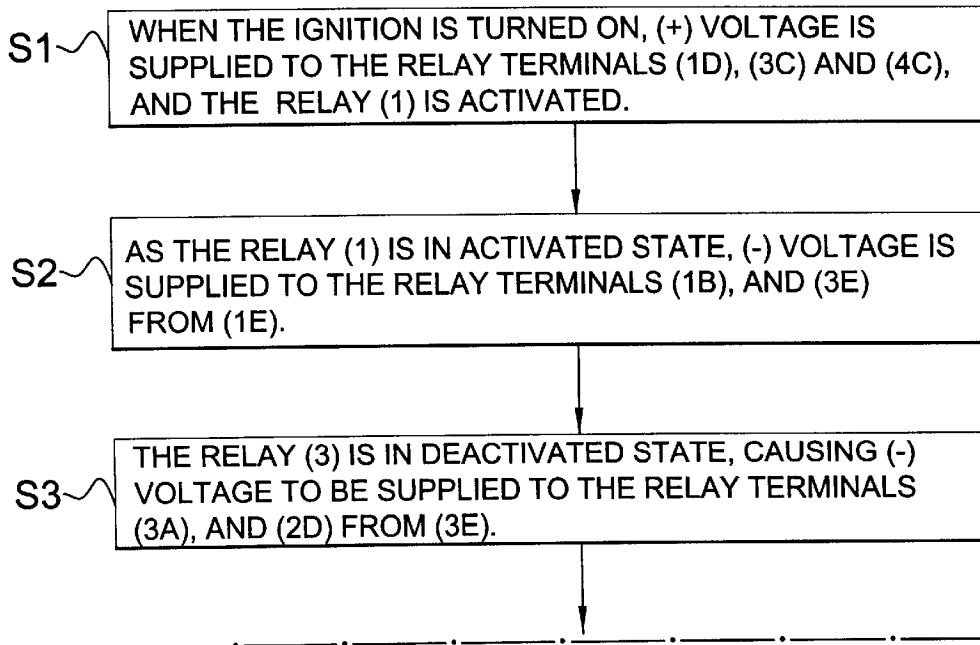 S1
WHEN THE IGNITION IS TURNED ON, (+) VOLTAGE IS
SUPPLIED TO THE RELAY TERMINALS (1D), (3C) AND (4C),
AND THE RELAY (1) IS ACTIVATED.
S2
AS THE RELAY (1) IS IN ACTIVATED STATE, (-) VOLTAGE IS
SUPPLIED TO THE RELAY TERMINALS (1B), AND (3E)
FROM (1E).
S3
THE RELAY (3) IS IN DEACTIVATED STATE, CAUSING (-)
VOLTAGE TO BE SUPPLIED TO THE RELAY TERMINALS
(3A), AND (2D) FROM (3E).